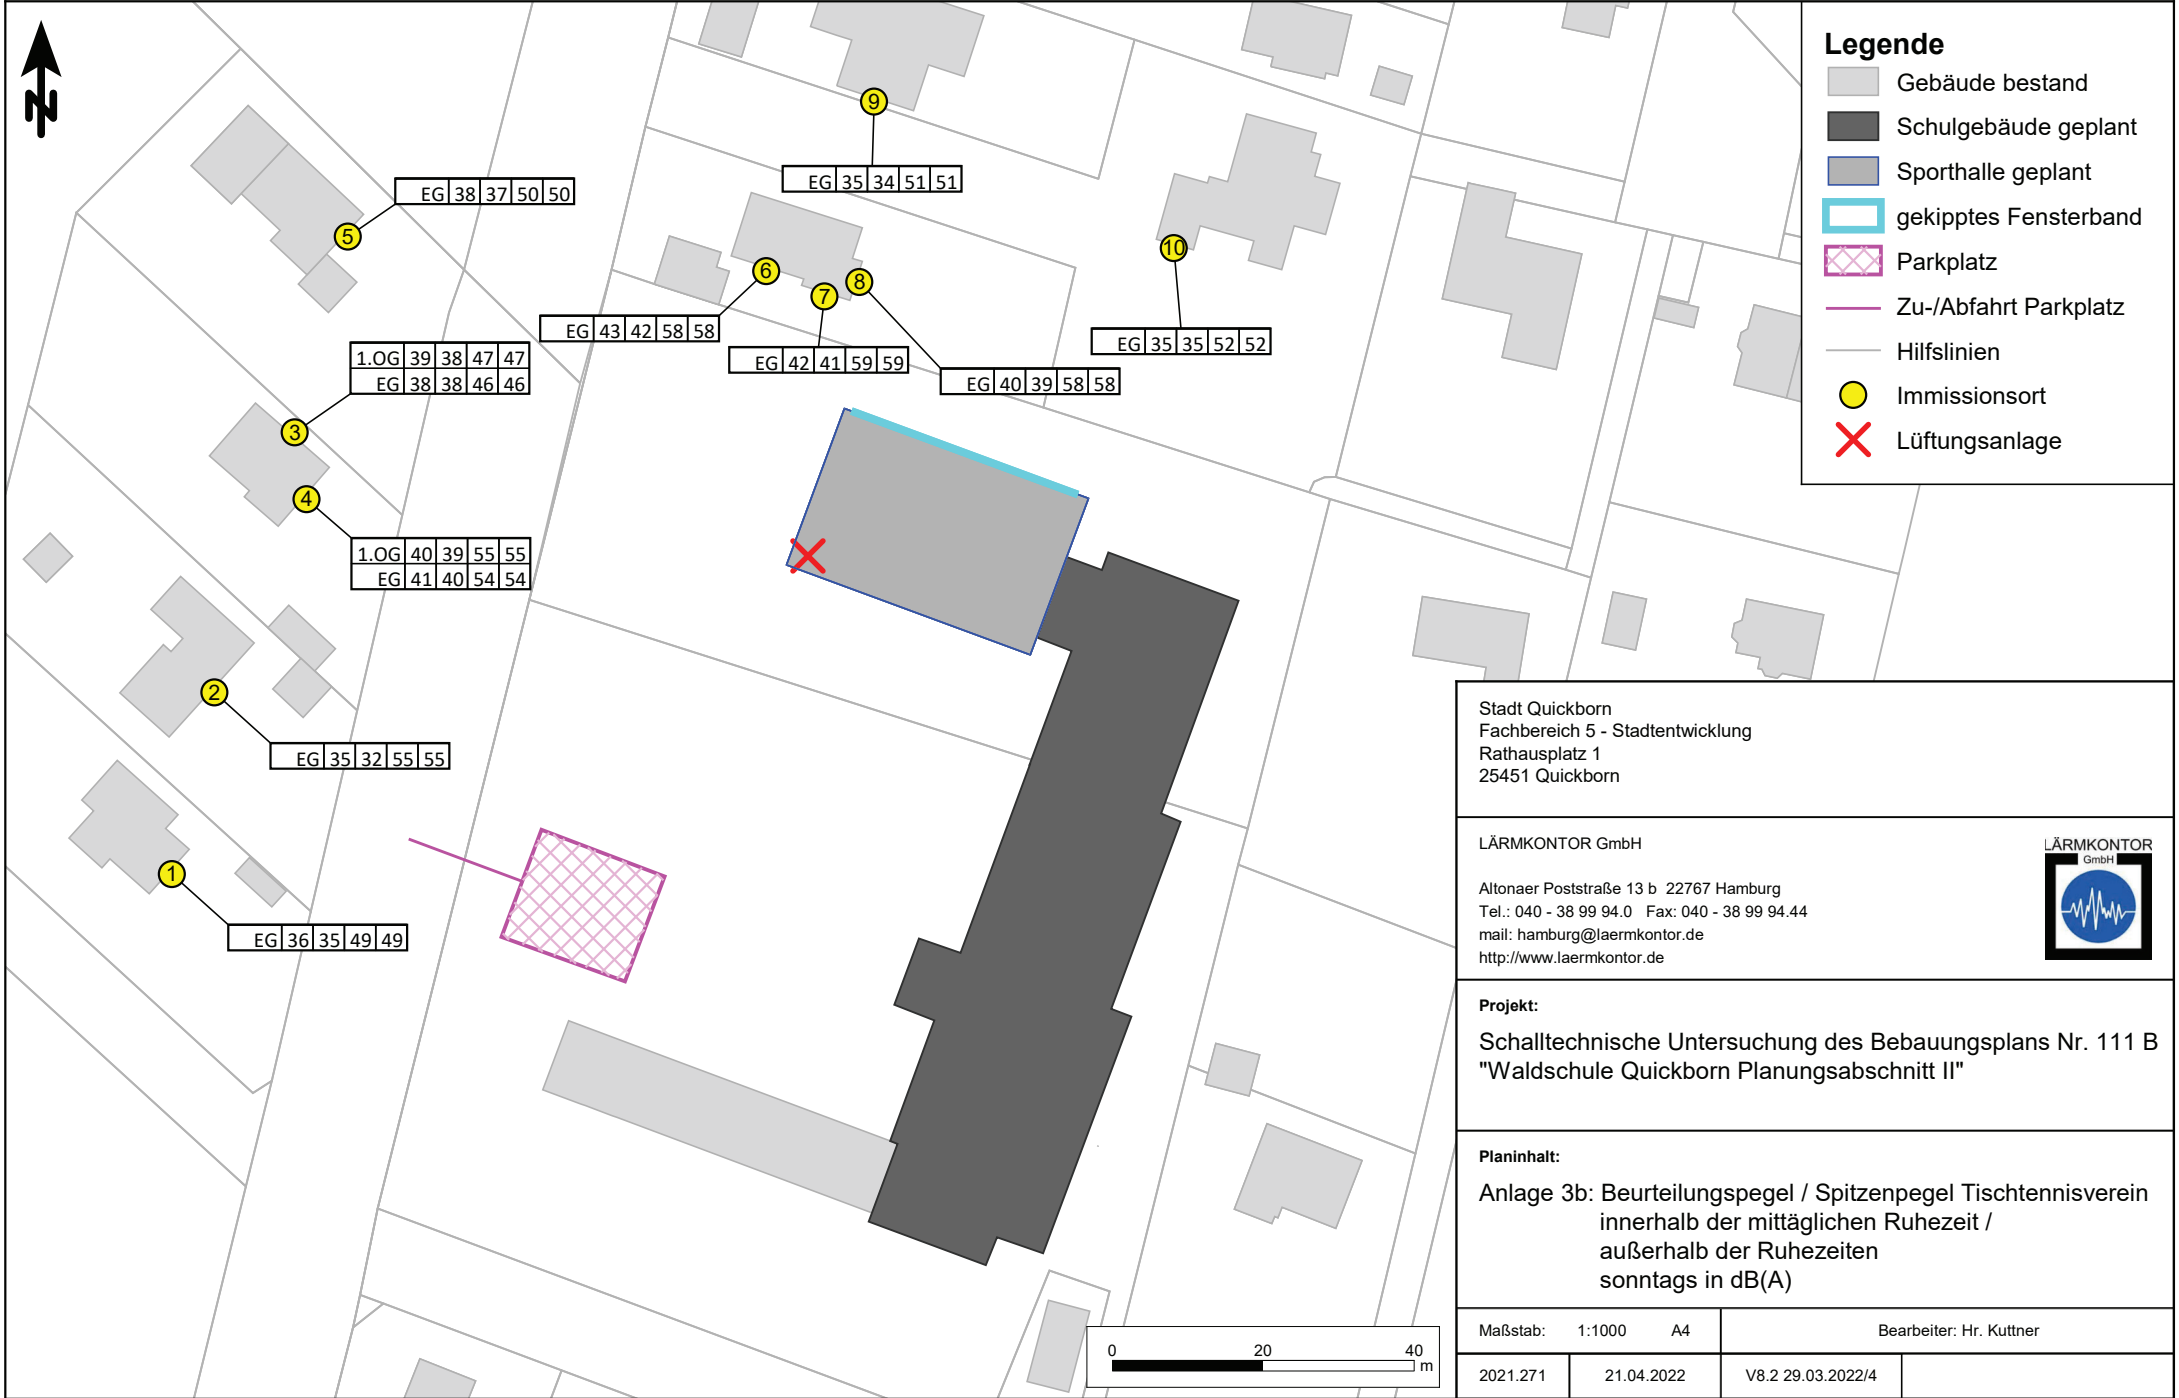 N
9
EG 35 34 51 51
EG 38 37 50 50
5
10
6
7
8
EG 43 42 58 58
EG 42 41 59 59
EG 40 39 58 58
EG 35 35 52 52
1.OG 39 38 47 47
EG 38 38 46 46
3
4
1.OG 40 39 55 55
EG 41 40 54 54
2
EG 35 32 55 55
1
EG 36 35 49 49
Legende
Gebäude bestand
Schulgebäude geplant
Sporthalle geplant
gekipptes Fensterband
Parkplatz
Zu-/Abfahrt Parkplatz
Hilfslinien
Immissionsort
Lüftungsanlage
Stadt Quickborn
Fachbereich 5 - Stadtentwicklung
Rathausplatz 1
25451 Quickborn
LÄRMKONTOR GmbH
Altonaer Poststraße 13 b 22767 Hamburg
Tel.: 040 - 38 99 94.0 Fax: 040 - 38 99 94.44
mail: hamburg@laermkontor.de
http://www.laermkontor.de
LÄRMKONTOR
GmbH
Projekt:
Schalltechnische Untersuchung des Bebauungsplans Nr. 111 B
"Waldschule Quickborn Planungsabschnitt II"
Planinhalt:
Anlage 3b: Beurteilungspegel / Spitzenpegel Tischtennisverein
innerhalb der mittäglichen Ruhezeit /
außerhalb der Ruhezeiten
sonntags in dB(A)
Maßstab: 1:1000 A4
Bearbeiter: Hr. Kuttner
2021.271 21.04.2022 V8.2 29.03.2022/4
0 20 40
m